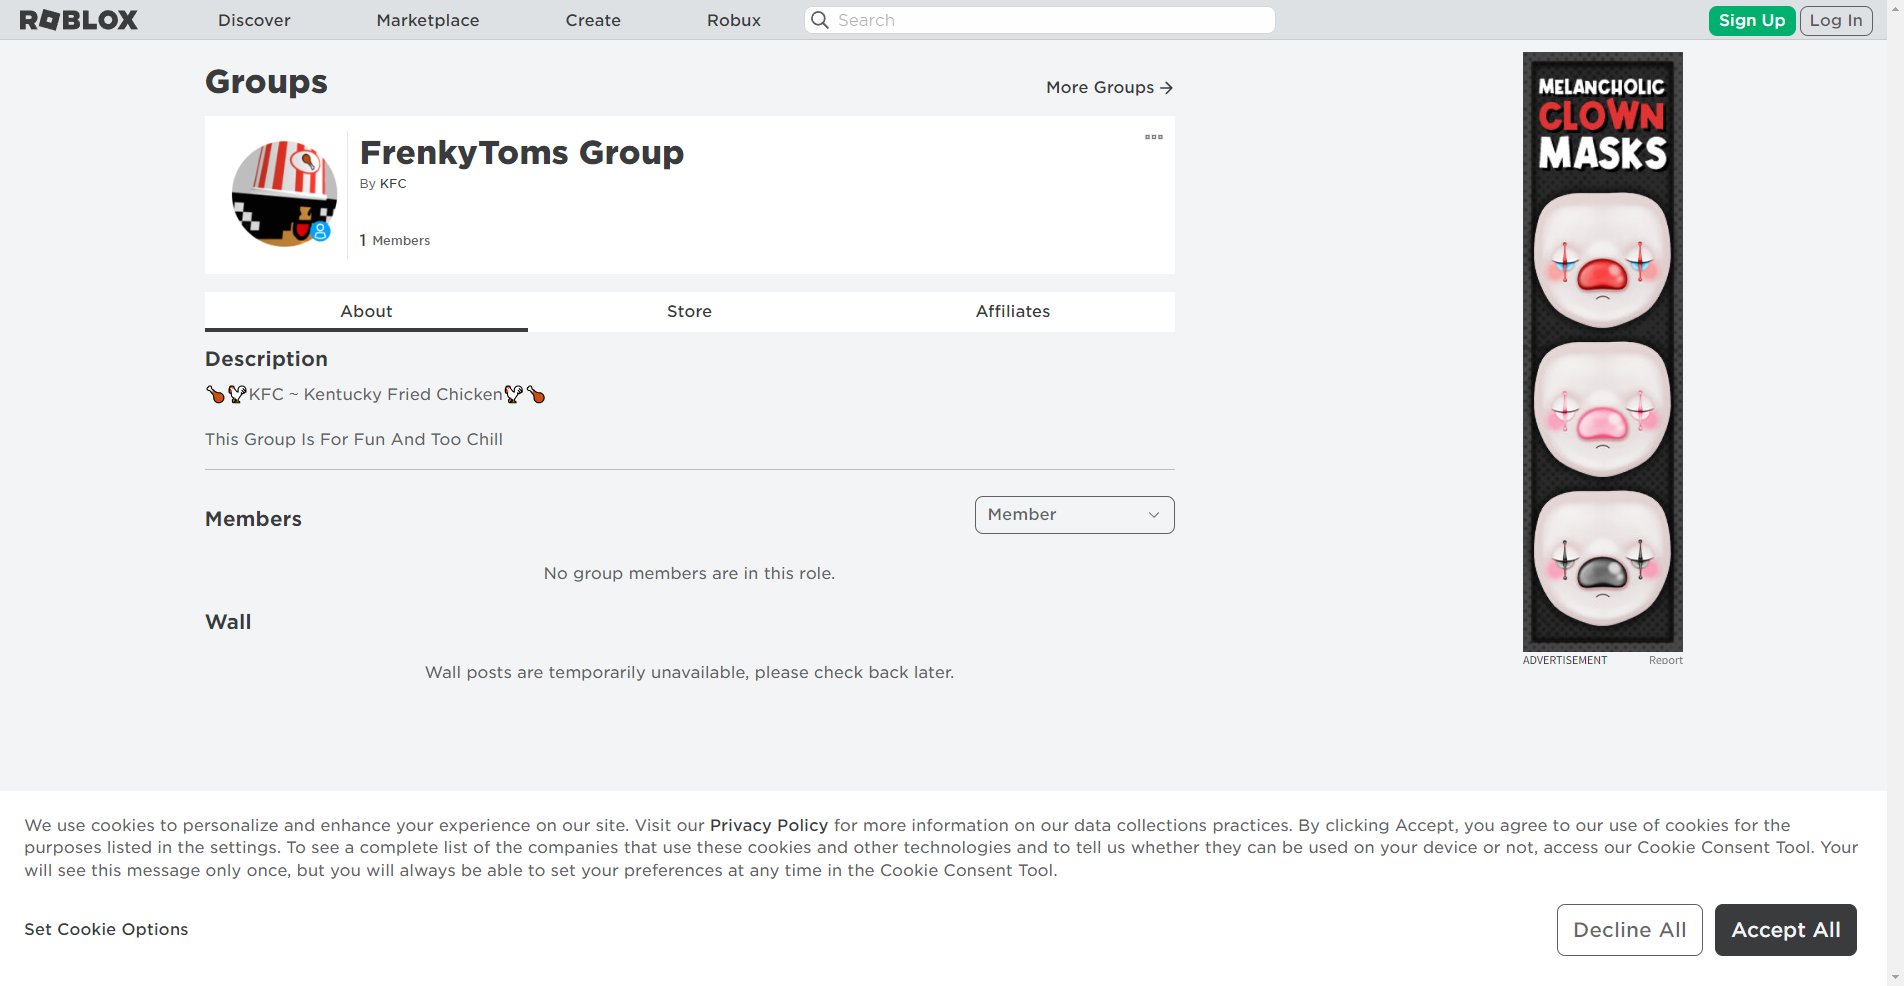 ROBLOX
Discover
Marketplace
Create
Robux
Search
Sign Up
Log In
Groups
More Groups →
FrenkyToms Group
By KFC
1 Members
About
Store
Affiliates
Description
🍗🐓KFC ~ Kentucky Fried Chicken🐓🍗
This Group Is For Fun And Too Chill
Members
Member
No group members are in this role.
Wall
Wall posts are temporarily unavailable, please check back later.
MELANCHOLIC
CLOWN
MASKS
ADVERTISEMENT
Report
We use cookies to personalize and enhance your experience on our site. Visit our Privacy Policy for more information on our data collections practices. By clicking Accept, you agree to our use of cookies for the
purposes listed in the settings. To see a complete list of the companies that use these cookies and other technologies and to tell us whether they can be used on your device or not, access our Cookie Consent Tool. Your
will see this message only once, but you will always be able to set your preferences at any time in the Cookie Consent Tool.
Set Cookie Options
Decline All
Accept All